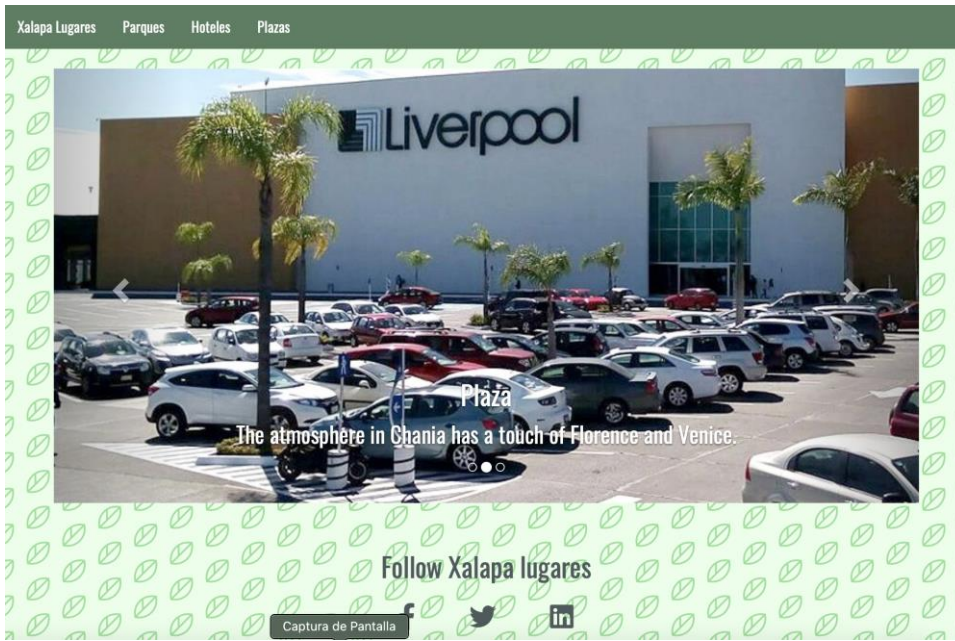 Xalapa Lugares Parques Hoteles Plazas
Liverpool
Plaza
The atmosphere in Chania has a touch of Florence and Venice.
Follow Xalapa lugares
Captura de Pantalla